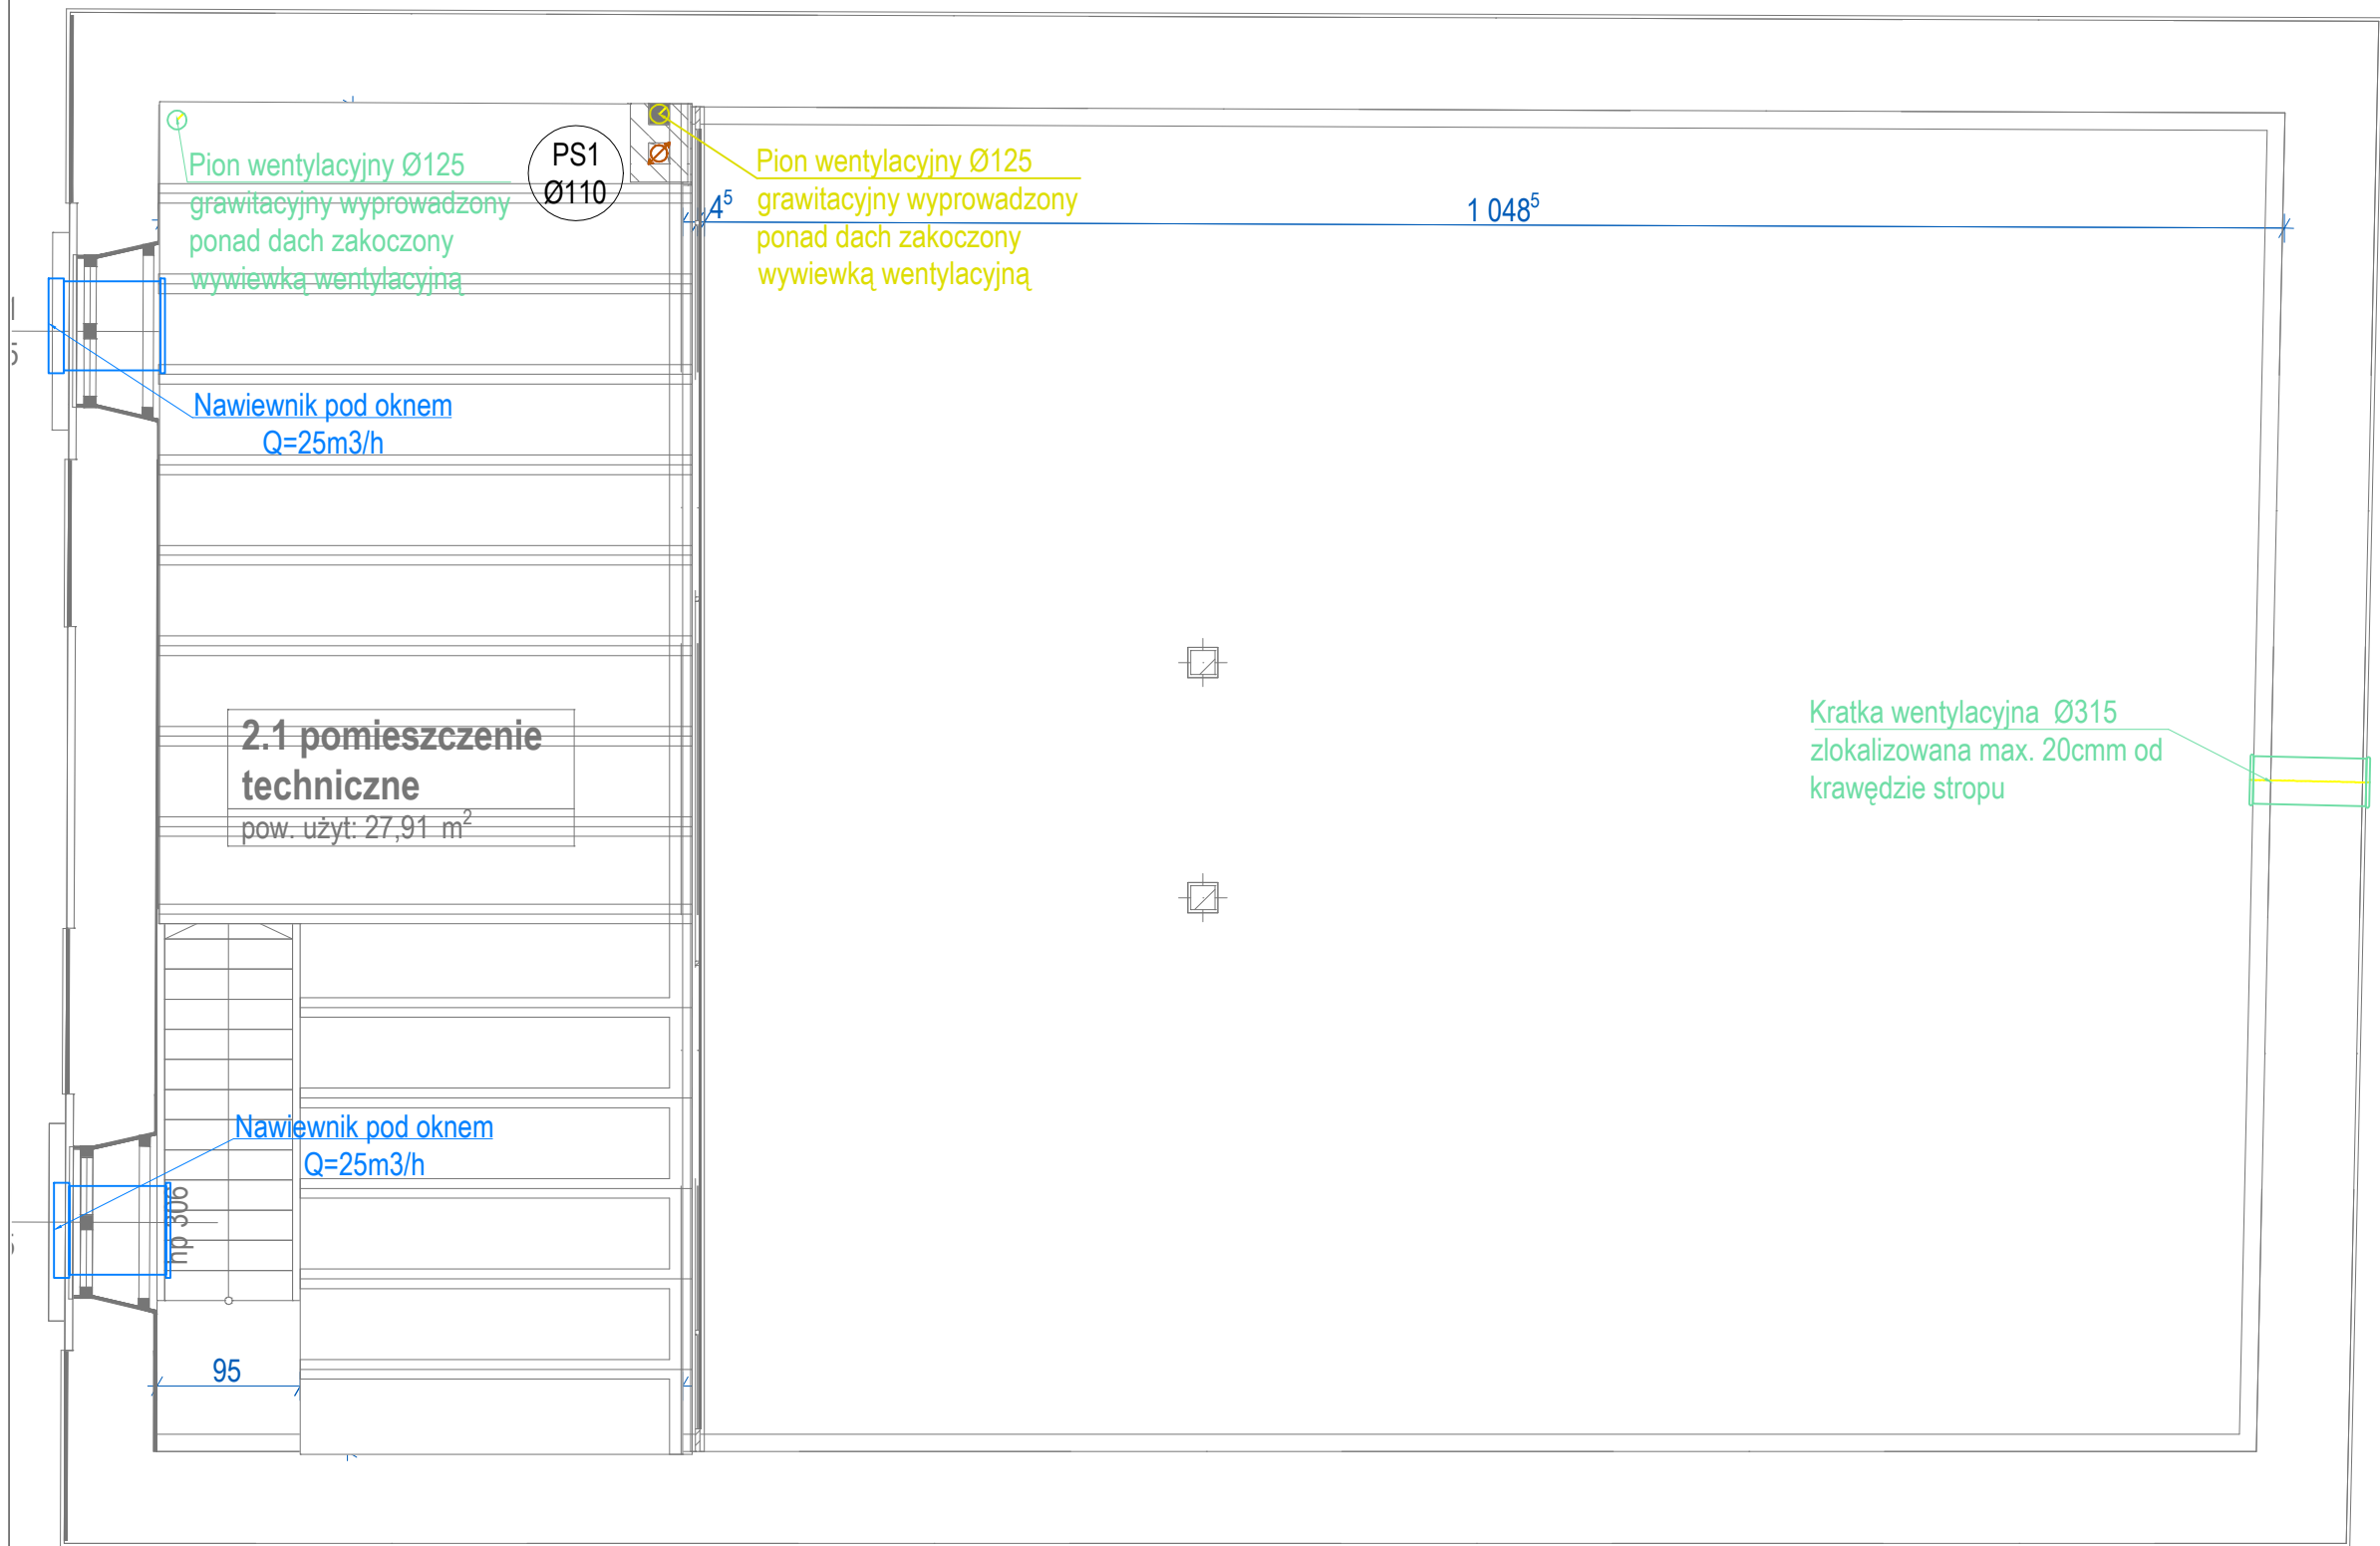 PS1
Ø110
Pion wentylacyjny Ø125
grawitacyjny wyprowadzony
ponad dach zakoczony
wywiewką wentylacyjną
Pion wentylacyjny Ø125
grawitacyjny wyprowadzony
ponad dach zakoczony
wywiewką wentylacyjną
4⁵
1 048⁵
Nawiewnik pod oknem
Q=25m3/h
2.1 pomieszczenie
techniczne
pow. użyt: 27,91 m²
Kratka wentylacyjna Ø315
zlokalizowana max. 20cmm od
krawędzie stropu
Nawiewnik pod oknem
Q=25m3/h
hp 306
95